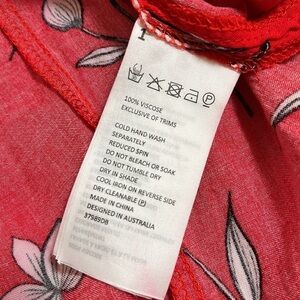 1
P
100% VISCOSE
EXCLUSIVE OF TRIMS
COLD HAND WASH
SEPARATELY
REDUCED SPIN
DO NOT BLEACH OR SOAK
DO NOT TUMBLE DRY
DRY IN SHADE
COOL IRON ON REVERSE SIDE
DRY CLEANABLE (P)
MADE IN CHINA
DESIGNED IN AUSTRALIA
37989DB